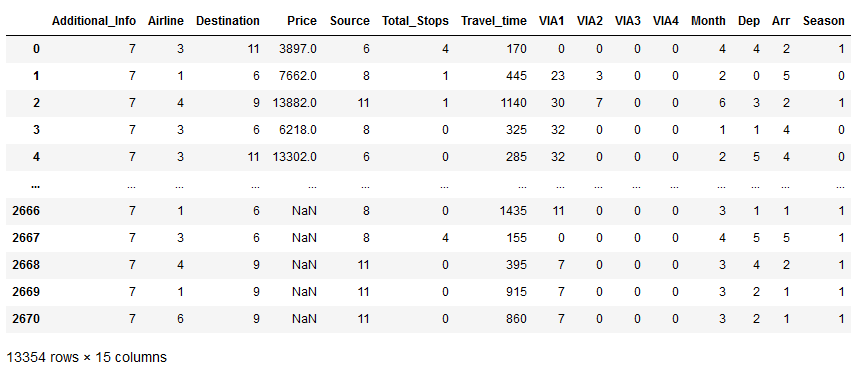 Additional_Info Airline Destination Price Source Total_Stops Travel_time VIA1 VIA2 VIA3 VIA4 Month Dep Arr Season
0 7 3 11 3897.0 6 4 170 0 0 0 0 4 4 2 1
1 7 1 6 7662.0 8 1 445 23 3 0 0 2 0 5 0
2 7 4 9 13882.0 11 1 1140 30 7 0 0 6 3 2 1
3 7 3 6 6218.0 8 0 325 32 0 0 0 1 1 4 0
4 7 3 11 13302.0 6 0 285 32 0 0 0 2 5 4 0
... ... ... ... ... ... ... ... ... ... ... ... ... ... ... ...
2666 7 1 6 NaN 8 0 1435 11 0 0 0 3 1 1 1
2667 7 3 6 NaN 8 4 155 0 0 0 0 4 5 5 1
2668 7 4 9 NaN 11 0 395 7 0 0 0 3 4 2 1
2669 7 1 9 NaN 11 0 915 7 0 0 0 3 2 1 1
2670 7 6 9 NaN 11 0 860 7 0 0 0 3 2 1 1
13354 rows × 15 columns